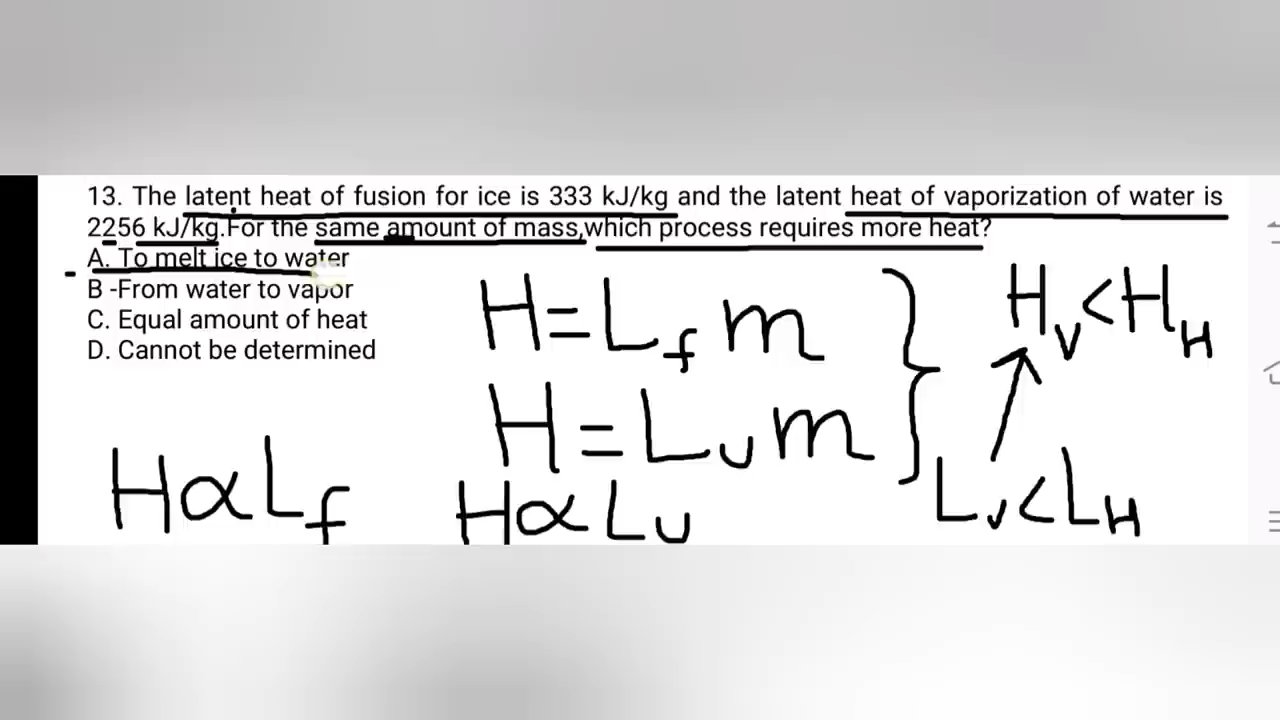 13. The latent heat of fusion for ice is 333 kJ/kg and the latent heat of vaporization of water is
2256 kJ/kg.For the same amount of mass,which process requires more heat?
A. To melt ice to water
B -From water to vapor
C. Equal amount of heat
D. Cannot be determined
H=L_f m
H_v<H_H
H=L_v m
HαL_f
HαL_v
L_v<L_H